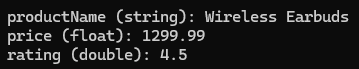 productName (string): Wireless Earbuds
price (float): 1299.99
rating (double): 4.5